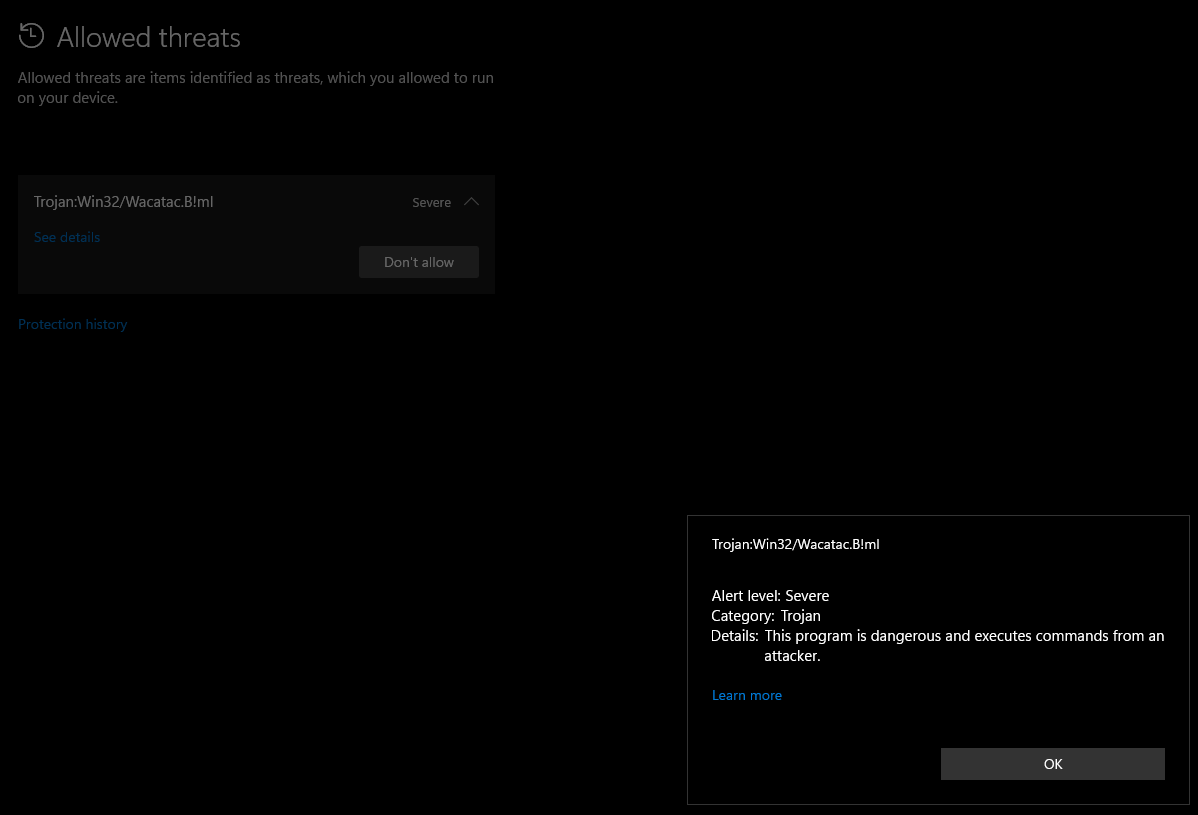 Allowed threats
Allowed threats are items identified as threats, which you allowed to run
on your device.
Trojan:Win32/Wacatac.B!ml
Severe
See details
Don't allow
Protection history
Trojan:Win32/Wacatac.B!ml
Alert level: Severe
Category: Trojan
Details: This program is dangerous and executes commands from an
attacker.
Learn more
OK